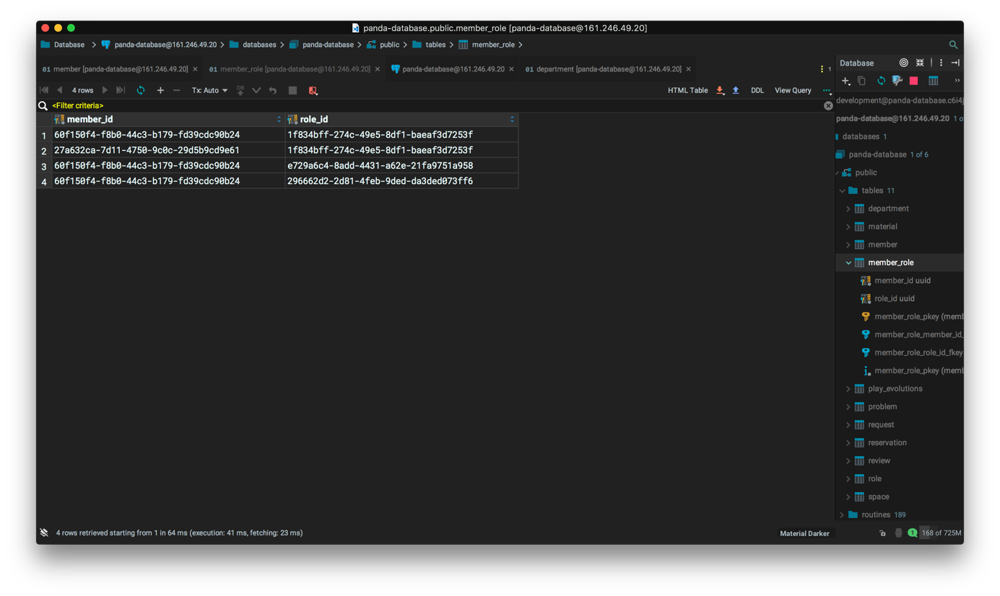 panda-database.public.member_role [panda-database@161.246.49.20]
Database panda-database@161.246.49.20 databases panda-database public tables member_role
01 member [panda-database@161.246.49.20] 01 member_role [panda-database@161.246.49.20] panda-database@161.246.49.20 01 department [panda-database@161.246.49.20] 1
4 rows Tx: Auto DB HTML Table DDL View Query
<Filter criteria>
member_id role_id
1 60f150f4-f8b0-44c3-b179-fd39cdc90b24 1f834bff-274c-49e5-8df1-baeaf3d7253f
2 27a632ca-7d11-4750-9c0c-29d5b9cd9e61 1f834bff-274c-49e5-8df1-baeaf3d7253f
3 60f150f4-f8b0-44c3-b179-fd39cdc90b24 e729a6c4-8add-4431-a62e-21fa9751a958
4 60f150f4-f8b0-44c3-b179-fd39cdc90b24 296662d2-2d81-4feb-9ded-da3ded073ff6
Database
development@panda-database.c6i4j
panda-database@161.246.49.20 1 o
databases 1
panda-database 1 of 6
public
tables 11
department
material
member
member_role
member_id uuid
role_id uuid
member_role_pkey (memb
member_role_member_id_
member_role_role_id_fkey
member_role_pkey (memb
play_evolutions
problem
request
reservation
review
role
space
routines 189
4 rows retrieved starting from 1 in 64 ms (execution: 41 ms, fetching: 23 ms) Material Darker 1 168 of 725M